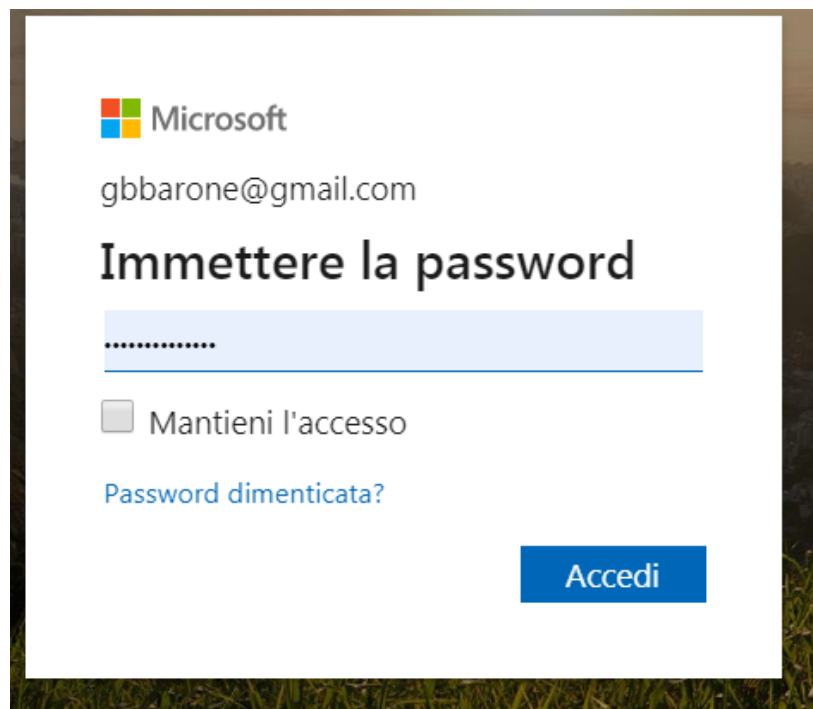 Microsoft
gbbarone@gmail.com
Immettere la password
••••••••••••••
Mantieni l'accesso
Password dimenticata?
Accedi